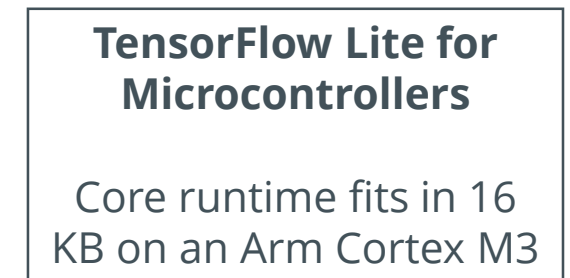 TensorFlow Lite for
Microcontrollers
Core runtime fits in 16
KB on an Arm Cortex M3